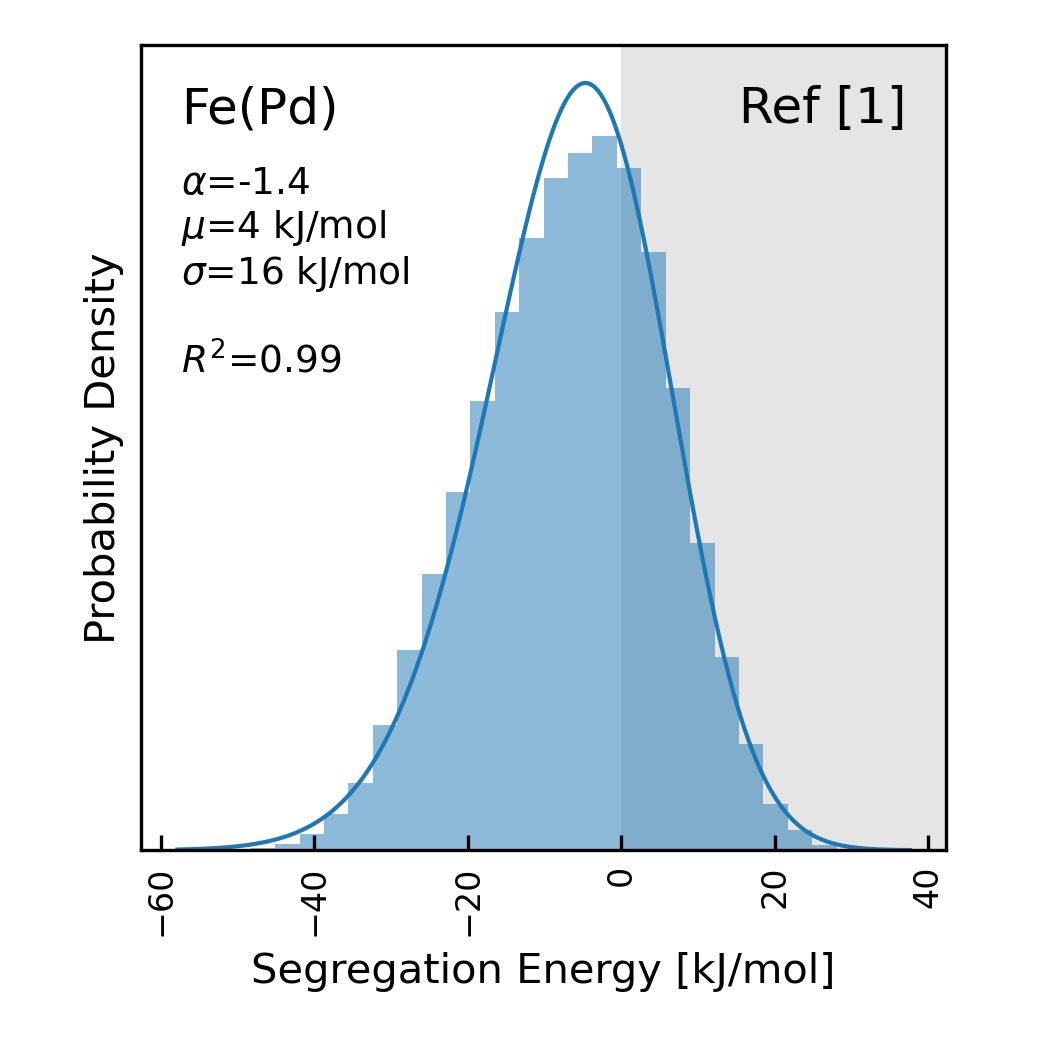 Fe(Pd)
Ref [1]
α=-1.4
μ=4 kJ/mol
σ=16 kJ/mol
R²=0.99
Probability Density
−60
−40
−20
0
20
40
Segregation Energy [kJ/mol]